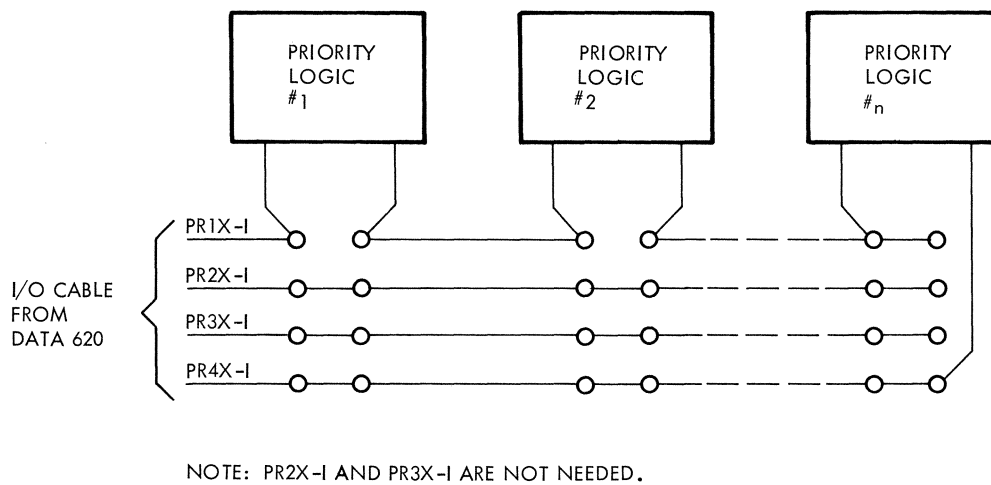 PRIORITY
LOGIC
#1
PRIORITY
LOGIC
#2
PRIORITY
LOGIC
#n
I/O CABLE
FROM
DATA 620
PR1X-I
PR2X-I
PR3X-I
PR4X-I
NOTE: PR2X-I AND PR3X-I ARE NOT NEEDED.